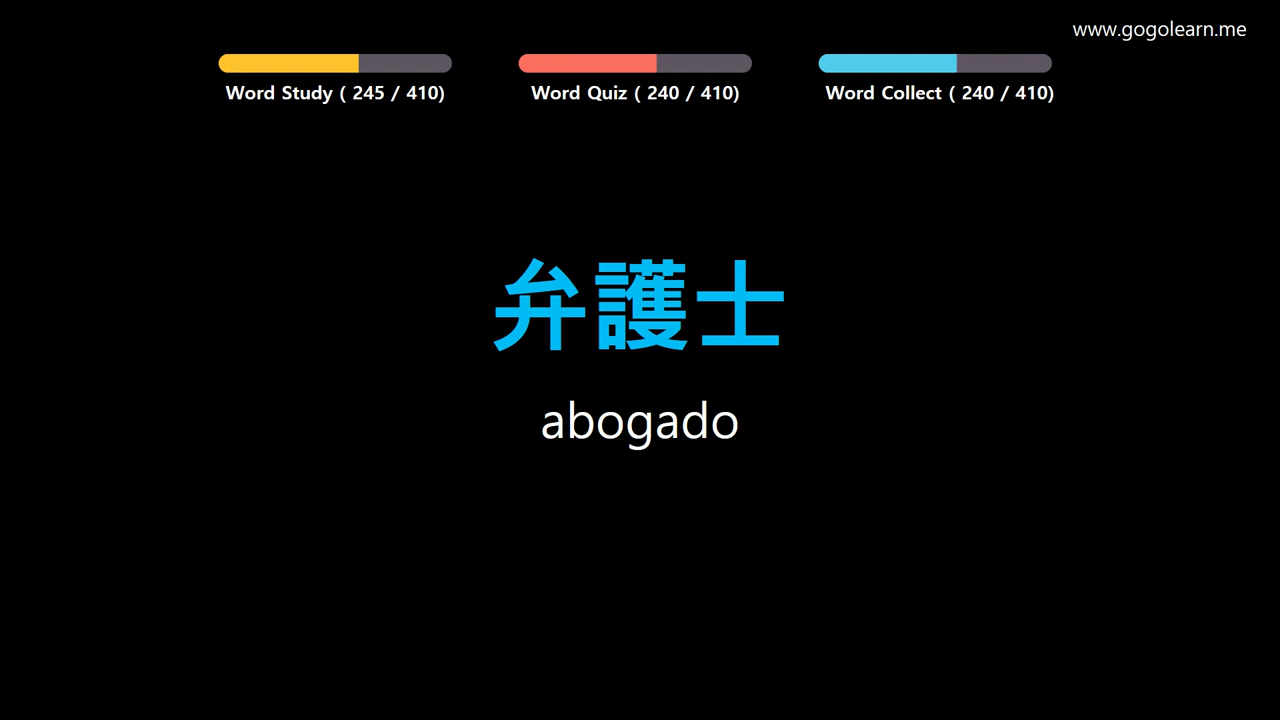 www.gogolearn.me
Word Study ( 245 / 410)
Word Quiz ( 240 / 410)
Word Collect ( 240 / 410)
弁護士
abogado